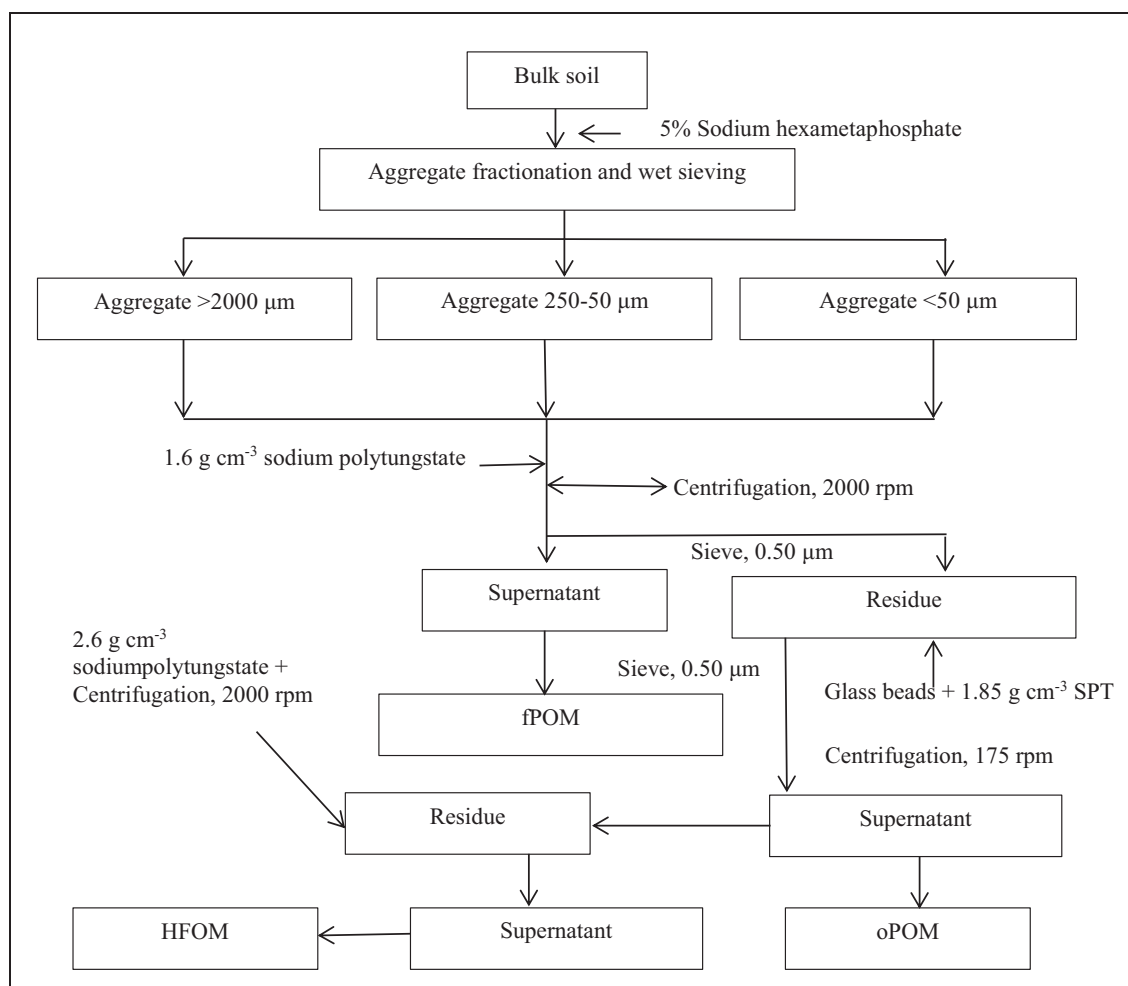 Bulk soil
5% Sodium hexametaphosphate
Aggregate fractionation and wet sieving
Aggregate >2000 μm
Aggregate 250-50 μm
Aggregate <50 μm
1.6 g cm⁻³ sodium polytungstate
Centrifugation, 2000 rpm
Sieve, 0.50 μm
Supernatant
Residue
2.6 g cm⁻³
sodiumpolytungstate +
Centrifugation, 2000 rpm
Sieve, 0.50 μm
Glass beads + 1.85 g cm⁻³ SPT
fPOM
Centrifugation, 175 rpm
Residue
Supernatant
HFOM
Supernatant
oPOM